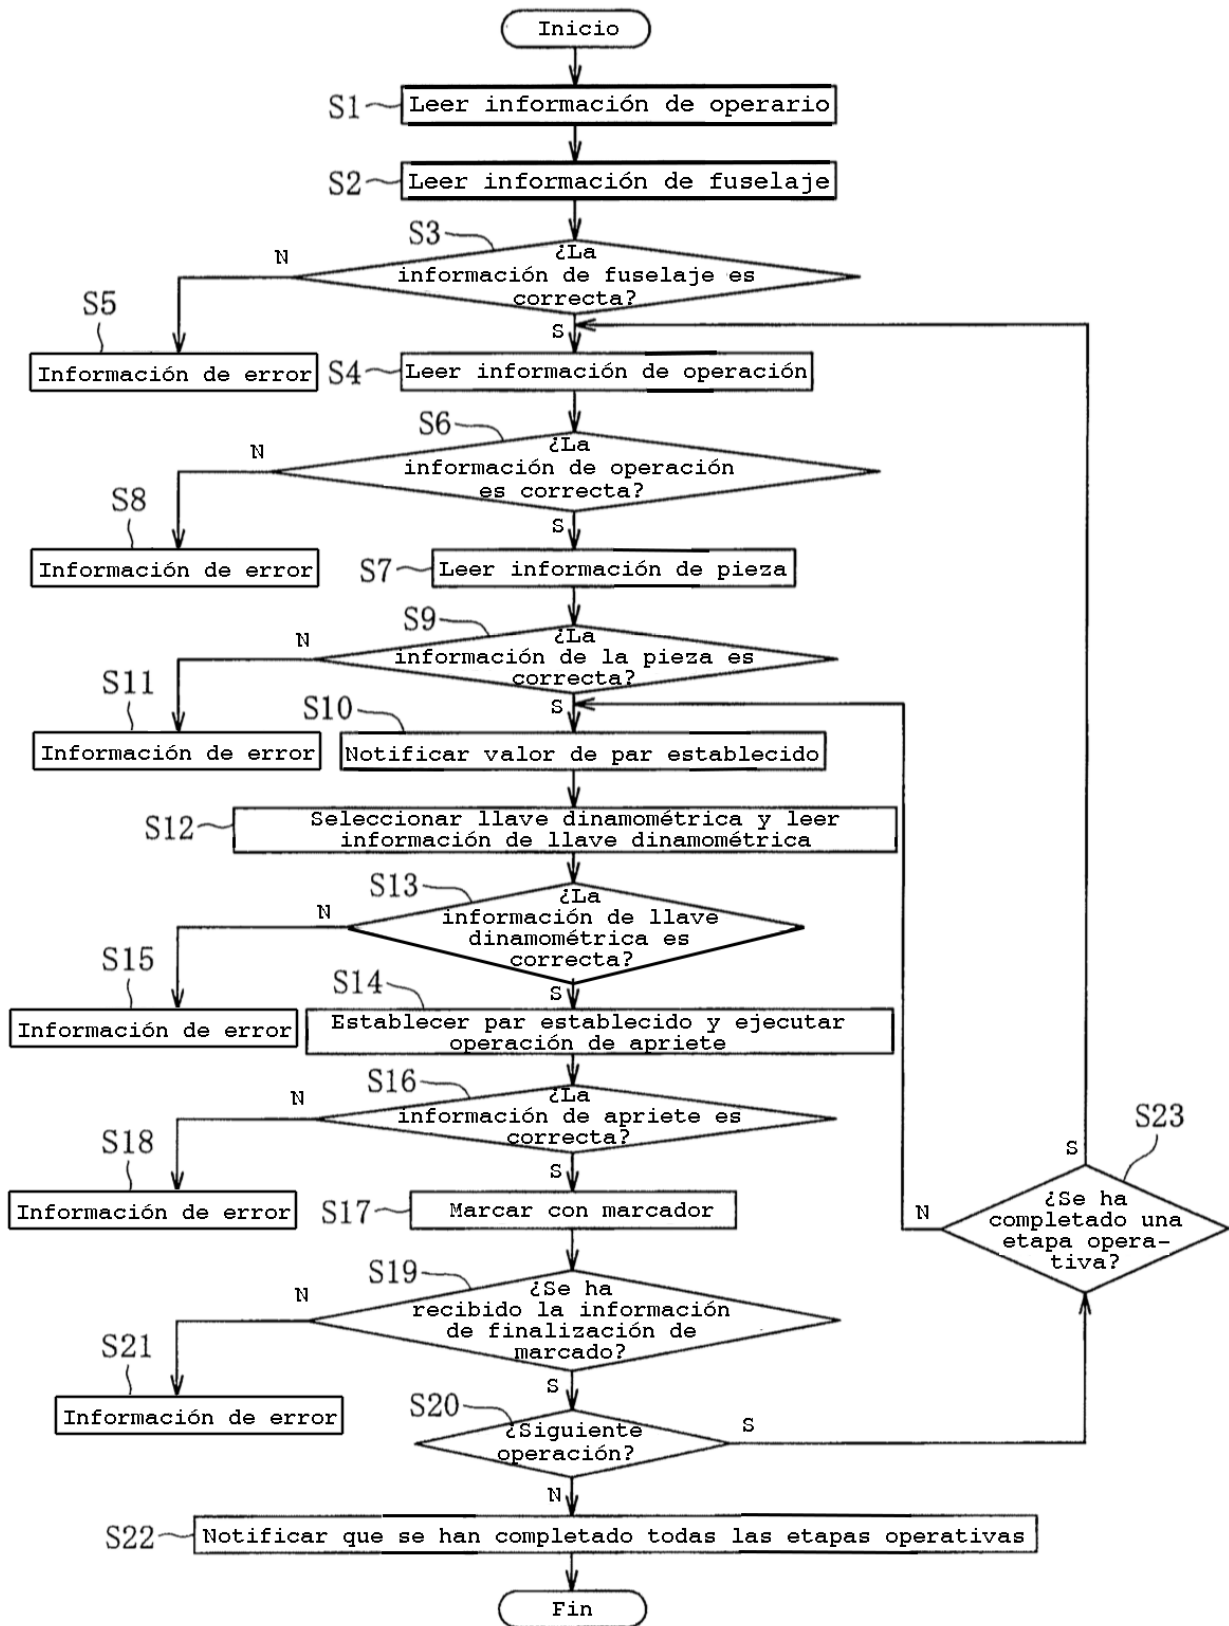 Inicio
S1
Leer información de operario
S2
Leer información de fuselaje
S3
¿La
información de fuselaje es
correcta?
N
S
S5
Información de error
S4
Leer información de operación
S6
¿La
información de operación
es correcta?
N
S
S8
Información de error
S7
Leer información de pieza
S9
¿La
información de la pieza es
correcta?
N
S
S11
Información de error
S10
Notificar valor de par establecido
S12
Seleccionar llave dinamométrica y leer
información de llave dinamométrica
S13
¿La
información de llave
dinamométrica es
correcta?
N
S
S15
Información de error
S14
Establecer par establecido y ejecutar
operación de apriete
S16
¿La
información de apriete es
correcta?
N
S
S18
Información de error
S17
Marcar con marcador
S19
¿Se ha
recibido la información
de finalización de
marcado?
N
S
S21
Información de error
S20
¿Siguiente
operación?
S
N
S23
¿Se ha
completado una
etapa opera-
tiva?
S
N
S22
Notificar que se han completado todas las etapas operativas
Fin